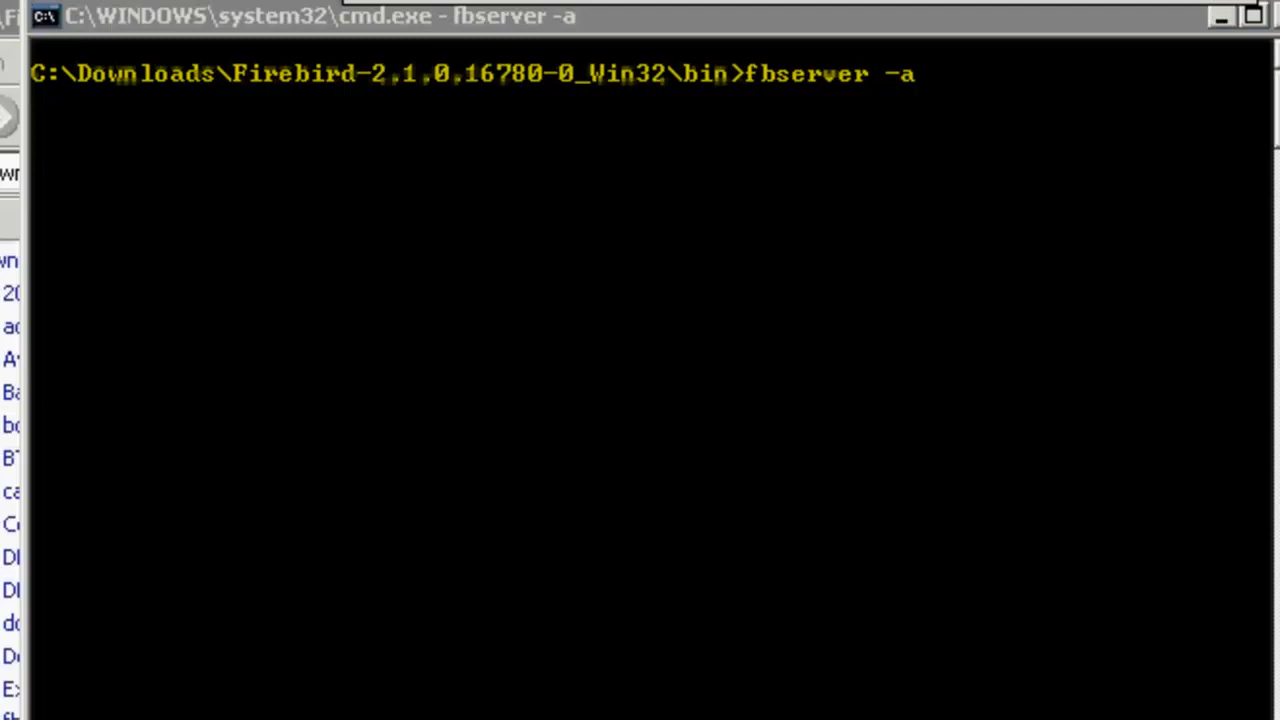 C:\WINDOWS\system32\cmd.exe - fbserver -a
C:\Downloads\Firebird-2.1.0.16780-0_Win32\bin>fbserver -a